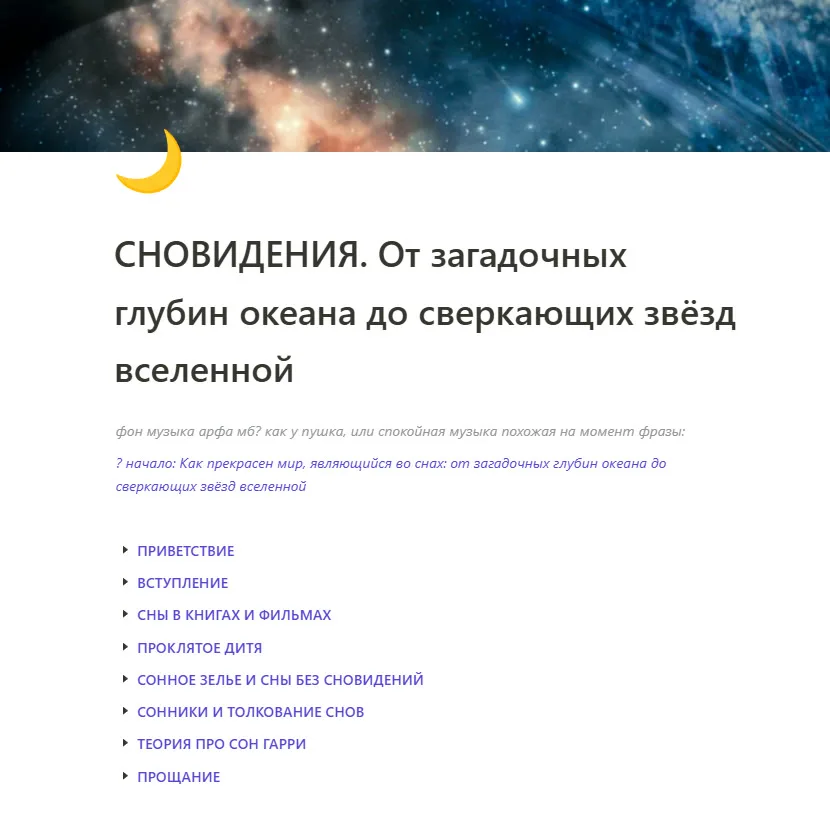 СНОВИДЕНИЯ. От загадочных
глубин океана до сверкающих звёзд
вселенной
фон музыка арфа мб? как у пушка, или спокойная музыка похожая на момент фразы:
? начало: Как прекрасен мир, являющийся во снах: от загадочных глубин океана до
сверкающих звёзд вселенной
ПРИВЕТСТВИЕ
ВСТУПЛЕНИЕ
СНЫ В КНИГАХ И ФИЛЬМАХ
ПРОКЛЯТОЕ ДИТЯ
СОННОЕ ЗЕЛЬЕ И СНЫ БЕЗ СНОВИДЕНИЙ
СОННИКИ И ТОЛКОВАНИЕ СНОВ
ТЕОРИЯ ПРО СОН ГАРРИ
ПРОЩАНИЕ